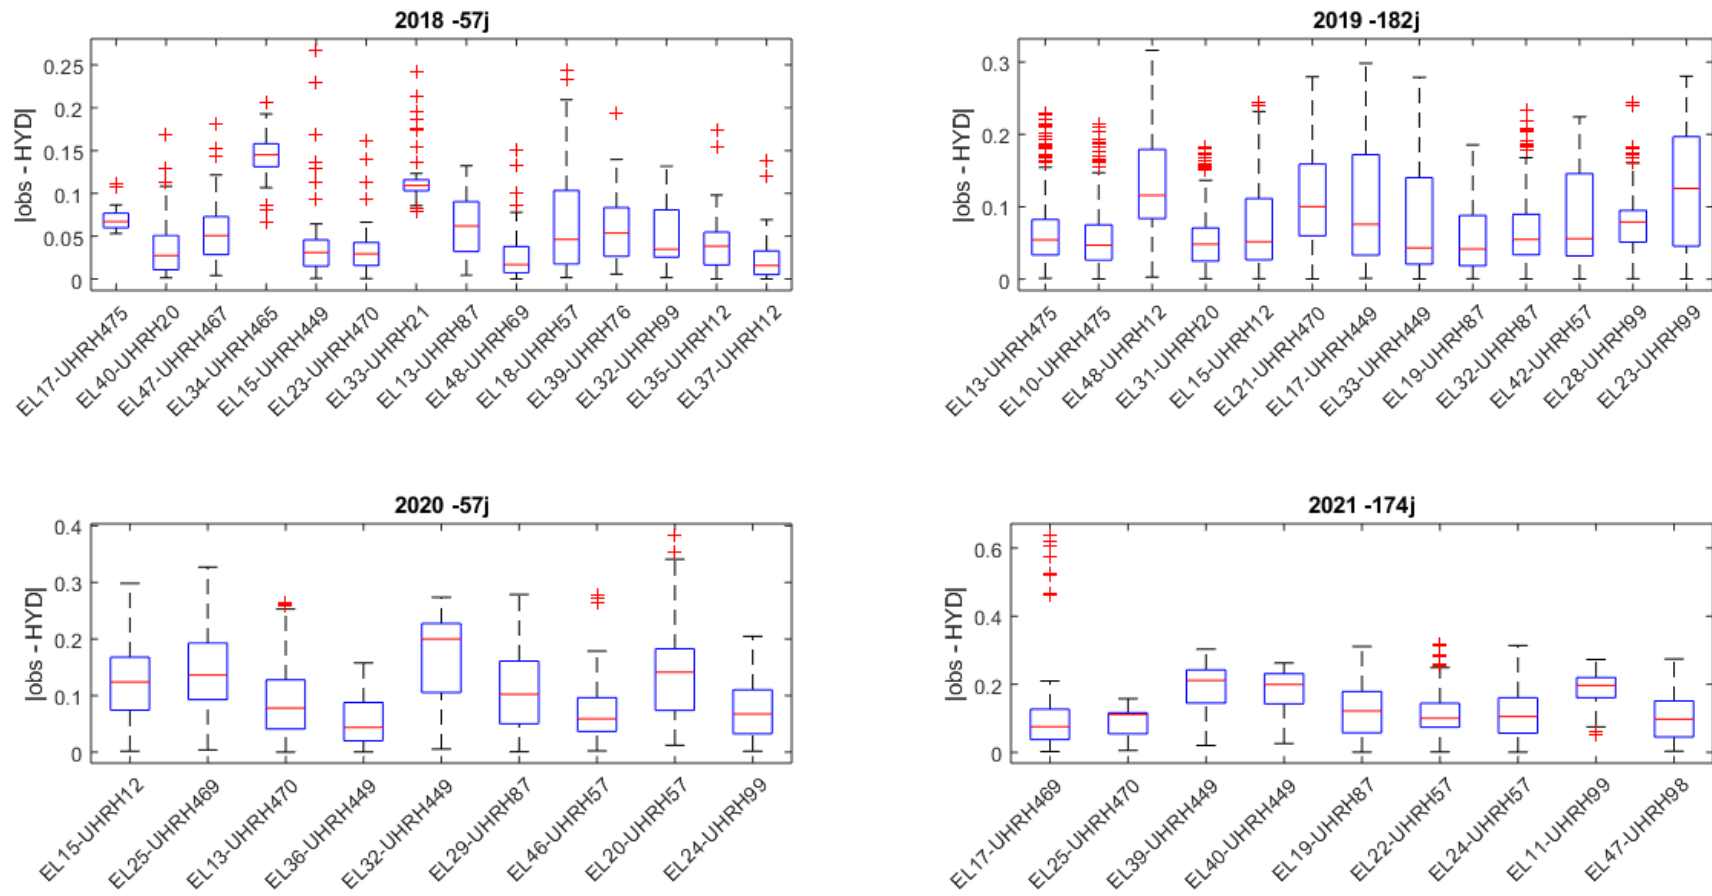 2018 -57j
|obs - HYD|
0.25
0.2
0.15
0.1
0.05
0
EL17-UHRH475
EL40-UHRH20
EL47-UHRH467
EL34-UHRH465
EL15-UHRH449
EL23-UHRH470
EL33-UHRH21
EL13-UHRH87
EL48-UHRH69
EL18-UHRH57
EL39-UHRH76
EL32-UHRH99
EL35-UHRH12
EL37-UHRH12
2019 -182j
|obs - HYD|
0.3
0.2
0.1
0
EL13-UHRH475
EL10-UHRH475
EL48-UHRH12
EL31-UHRH20
EL15-UHRH12
EL21-UHRH470
EL17-UHRH449
EL33-UHRH449
EL19-UHRH87
EL32-UHRH87
EL42-UHRH57
EL28-UHRH99
EL23-UHRH99
2020 -57j
|obs - HYD|
0.4
0.3
0.2
0.1
0
EL15-UHRH12
EL25-UHRH469
EL13-UHRH470
EL36-UHRH449
EL32-UHRH449
EL29-UHRH87
EL46-UHRH57
EL20-UHRH57
EL24-UHRH99
2021 -174j
|obs - HYD|
0.6
0.4
0.2
0
EL17-UHRH469
EL25-UHRH470
EL39-UHRH449
EL40-UHRH449
EL19-UHRH87
EL22-UHRH57
EL24-UHRH57
EL11-UHRH99
EL47-UHRH98